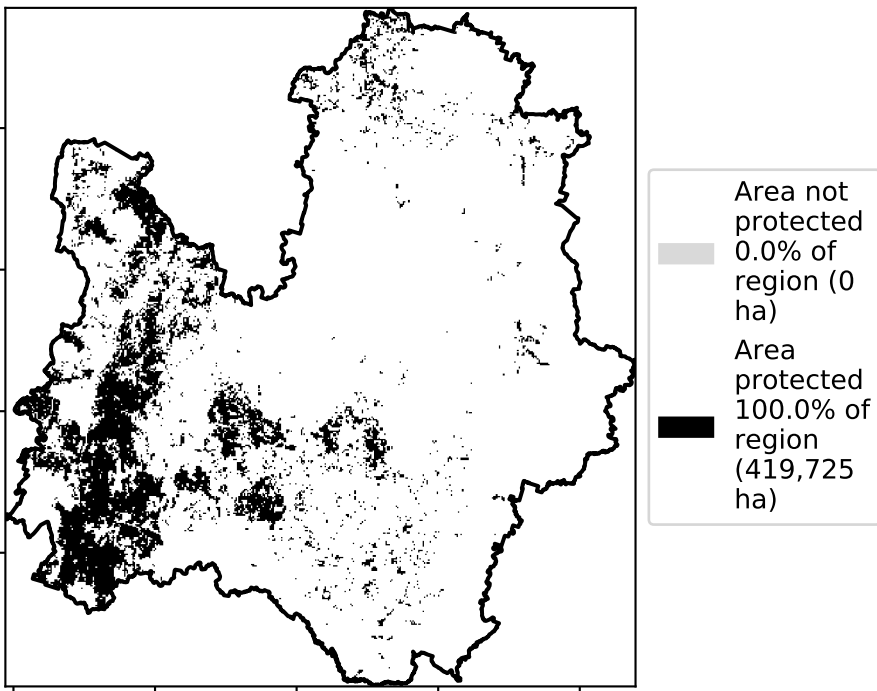 Area not
protected
0.0% of
region (0
ha)
Area
protected
100.0% of
region
(419,725
ha)